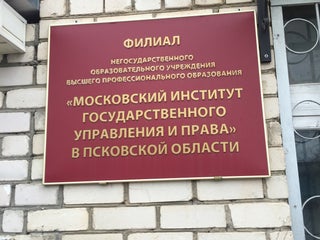 ФИЛИАЛ
НЕГОСУДАРСТВЕННОГО
ОБРАЗОВАТЕЛЬНОГО УЧРЕЖДЕНИЯ
ВЫСШЕГО ПРОФЕССИОНАЛЬНОГО ОБРАЗОВАНИЯ
«МОСКОВСКИЙ ИНСТИТУТ
ГОСУДАРСТВЕННОГО
УПРАВЛЕНИЯ И ПРАВА»
В ПСКОВСКОЙ ОБЛАСТИ